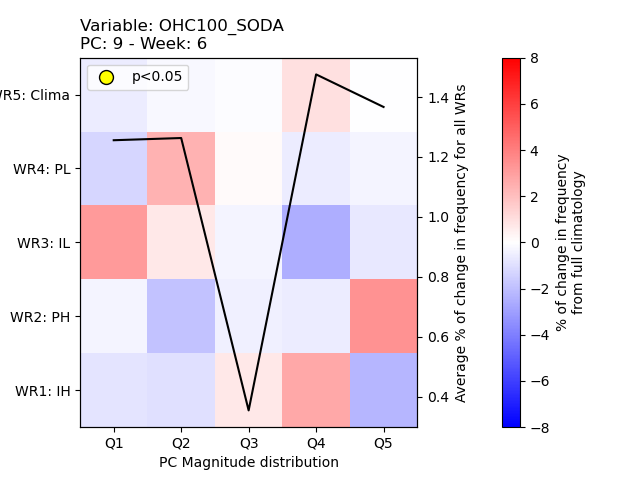 Variable: OHC100_SODA
PC: 9 - Week: 6
p<0.05
WR5: Clima
WR4: PL
WR3: IL
WR2: PH
WR1: IH
Q1 Q2 Q3 Q4 Q5
PC Magnitude distribution
1.4
1.2
1.0
0.8
0.6
0.4
Average % of change in frequency for all WRs
8
6
4
2
0
−2
−4
−6
−8
% of change in frequency
from full climatology